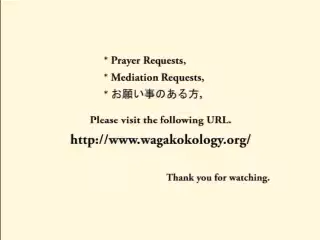 * Prayer Requests,
* Mediation Requests,
* お願い事のある方,
Please visit the following URL.
http://www.wagakokology.org/
Thank you for watching.